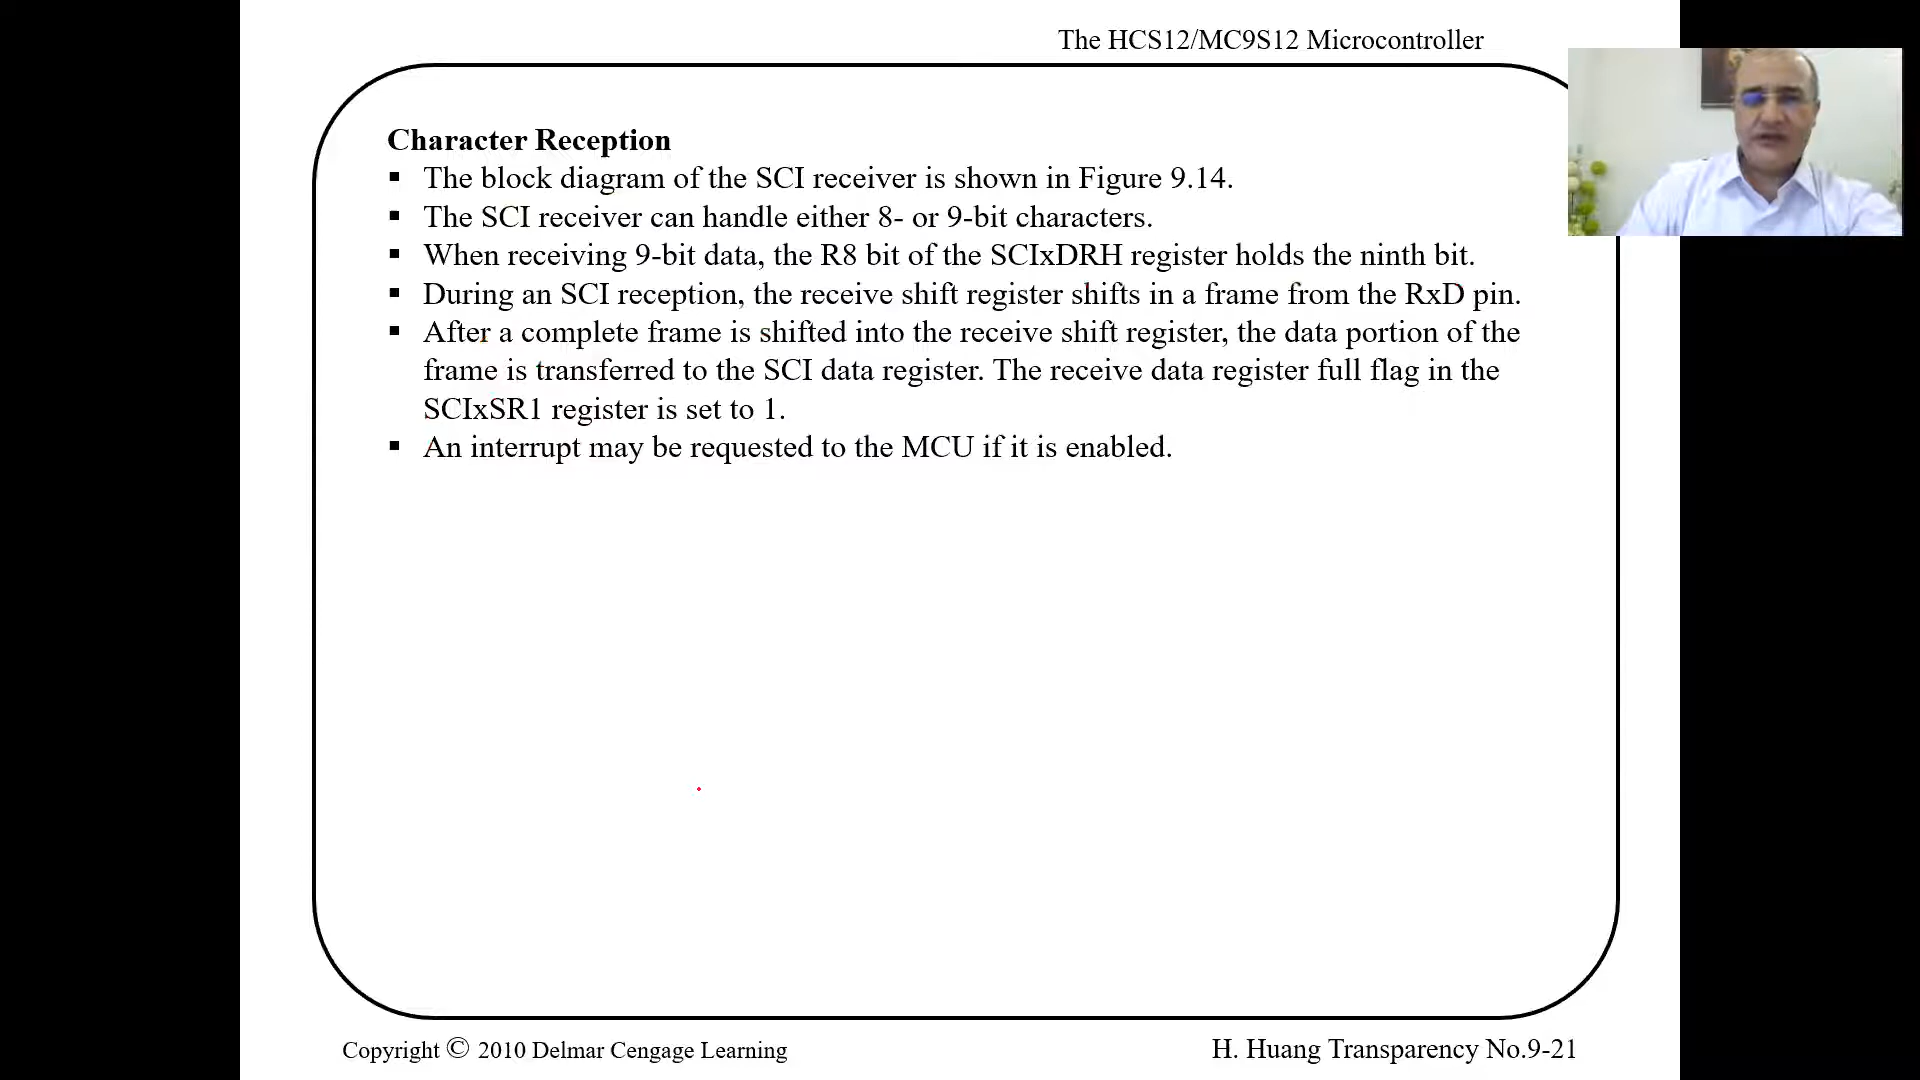 The HCS12/MC9S12 Microcontroller
Character Reception
▪ The block diagram of the SCI receiver is shown in Figure 9.14.
▪ The SCI receiver can handle either 8- or 9-bit characters.
▪ When receiving 9-bit data, the R8 bit of the SCIxDRH register holds the ninth bit.
▪ During an SCI reception, the receive shift register shifts in a frame from the RxD pin.
▪ After a complete frame is shifted into the receive shift register, the data portion of the
frame is transferred to the SCI data register. The receive data register full flag in the
SCIxSR1 register is set to 1.
▪ An interrupt may be requested to the MCU if it is enabled.
Copyright © 2010 Delmar Cengage Learning
H. Huang Transparency No.9-21